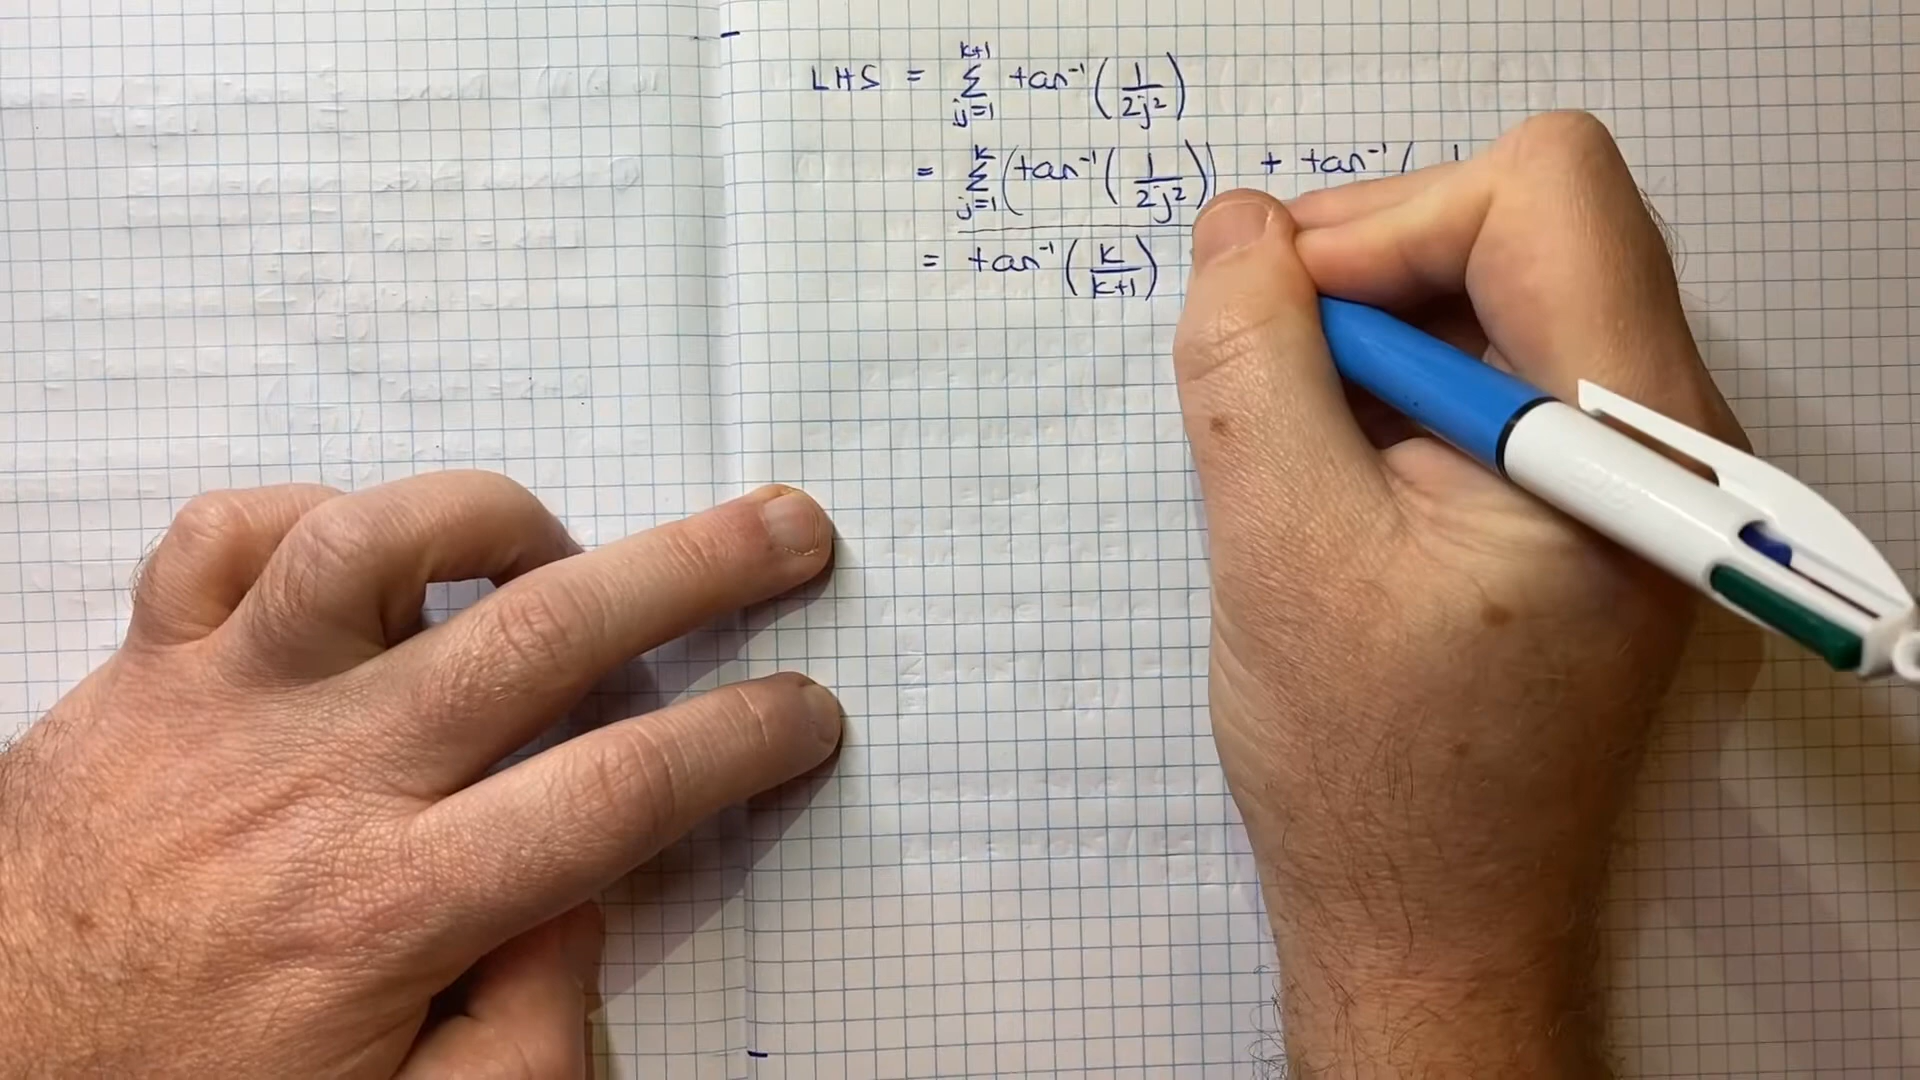 LHS = Σ_{j=1}^{k+1} tan⁻¹(1/2j²)
= Σ_{j=1}^{k} (tan⁻¹(1/2j²)) + tan⁻¹(1
= tan⁻¹(k/k+1)